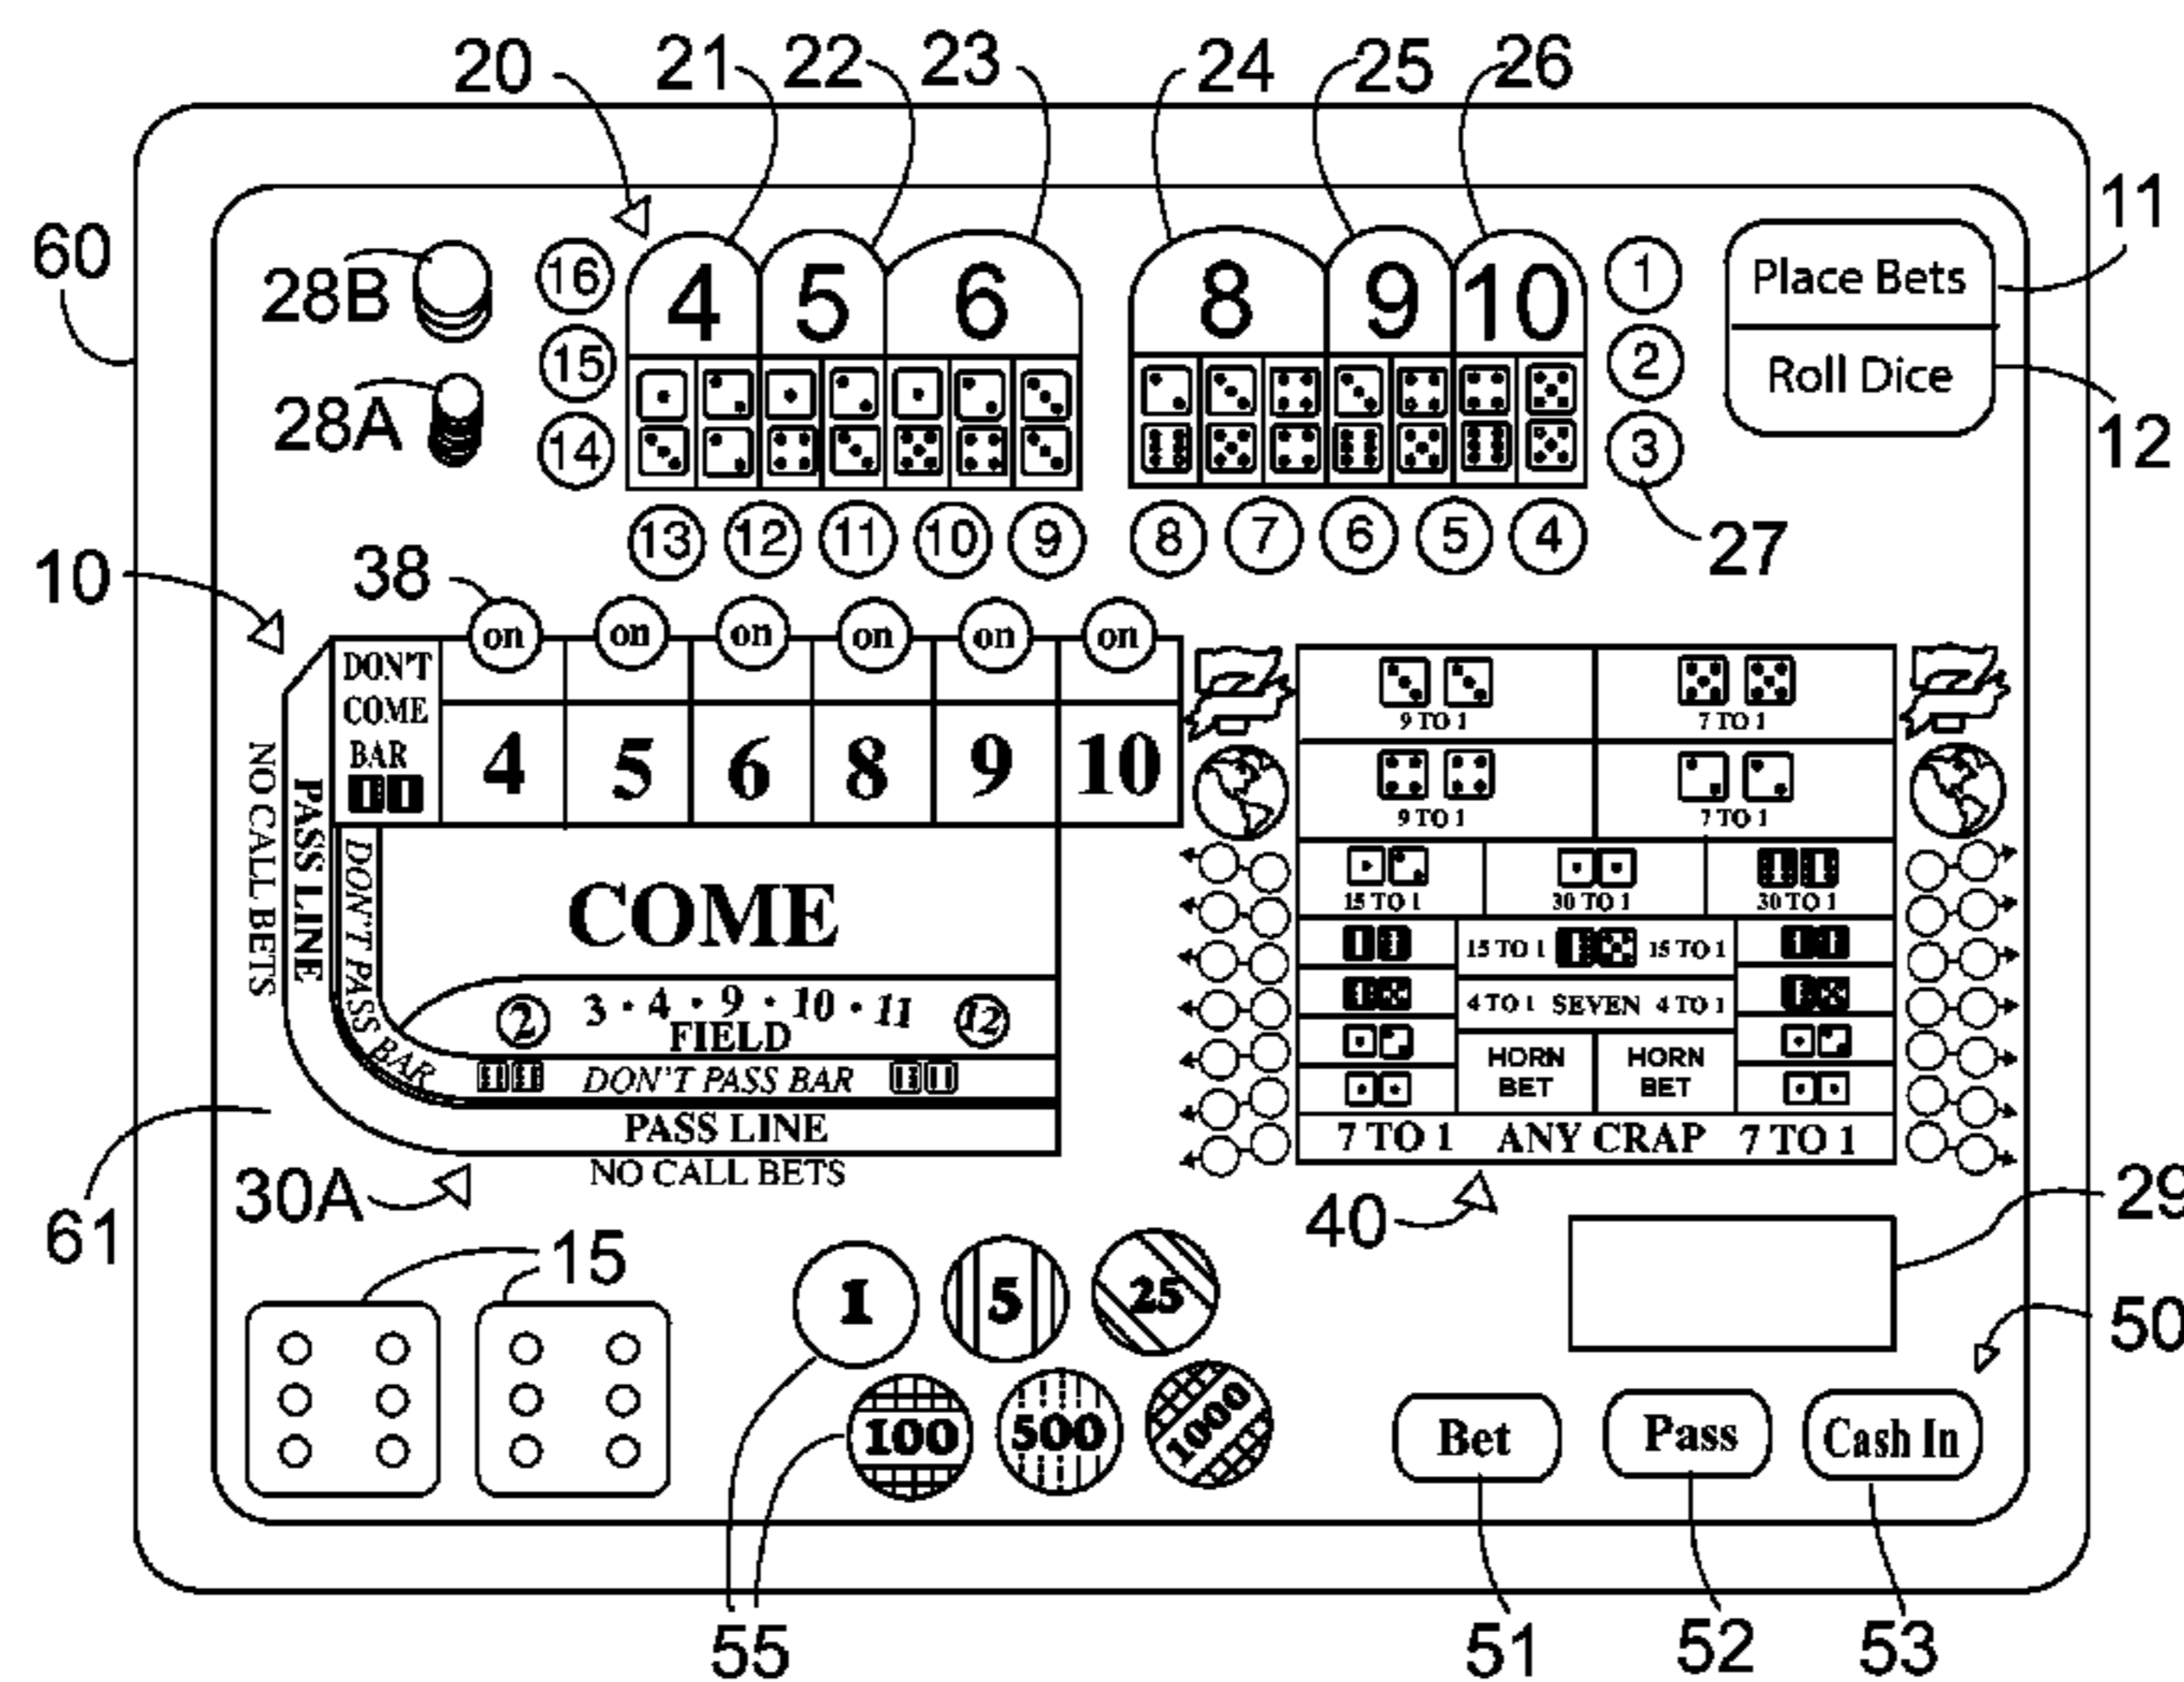 20 21 22 23 24 25 26
11
60
28B
16
4 5 6
8 9 10
1
Place Bets
15
2
Roll Dice
28A
14
3
12
13 12 11 10 9
8 7 6 5 4
27
10
38
on on on on on on
DON'T
COME
BAR
4 5 6 8 9 10
NO CALL BETS
PASS LINE
DON'T PASS BAR
COME
2 3 • 4 • 9 • 10 • 11 12
FIELD
DON'T PASS BAR
PASS LINE
NO CALL BETS
9 TO 1 7 TO 1
9 TO 1 7 TO 1
15 TO 1 30 TO 1 30 TO 1
15 TO 1 15 TO 1
4 TO 1 SEVEN 4 TO 1
HORN HORN
BET BET
7 TO 1 ANY CRAP 7 TO 1
61
30A
40
29
15
1 5 25
50
100 500 1000
Bet Pass Cash In
55
51 52 53